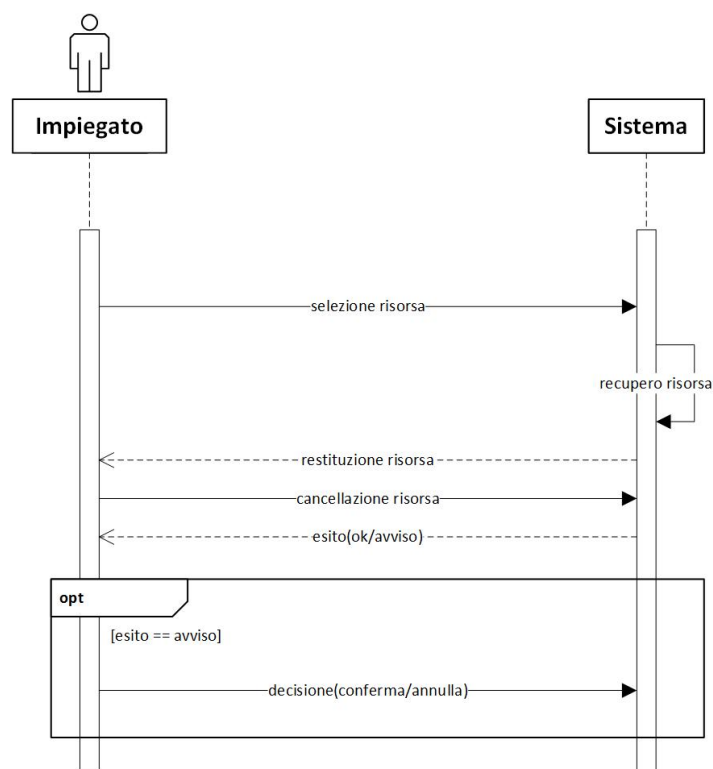 Impiegato
Sistema
selezione risorsa
recupero risorsa
restituzione risorsa
cancellazione risorsa
esito(ok/avviso)
opt
[esito == avviso]
decisione(conferma/annulla)